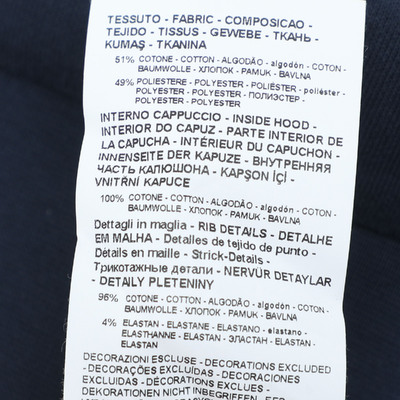 TESSUTO - FABRIC - COMPOSICAO -
TEJIDO - TISSUS - GEWEBE - ТКАНЬ -
KUMAŞ - TKANINA
51% COTONE - COTTON - ALGODÃO - algodón - COTON -
BAUMWOLLE - ХЛОПОК - PAMUK - BAVLNA
49% POLIESTERE - POLYESTER - POLIÉSTER - poliéster -
POLYESTER - POLYESTER - ПОЛИЭСТЕР -
POLYESTER - POLYESTER
INTERNO CAPPUCCIO - INSIDE HOOD -
INTERIOR DO CAPUZ - PARTE INTERIOR DE
LA CAPUCHA - INTÉRIEUR DU CAPUCHON -
INNENSEITE DER KAPUZE - ВНУТРЕННЯЯ
ЧАСТЬ КАПЮШОНА - KAPŞON İÇİ -
VNITŘNÍ KAPUCE
100% COTONE - COTTON - ALGODÃO - algodón - COTON -
BAUMWOLLE - ХЛОПОК - PAMUK - BAVLNA
Dettagli in maglia - RIB DETAILS - DETALHE
EM MALHA - Detalles de tejido de punto -
Détails en maille - Strick-Details -
Трикотажные детали - NERVÜR DETAYLAR
- DETAILY PLETENINY
96% COTONE - COTTON - ALGODÃO - algodón - COTON -
BAUMWOLLE - ХЛОПОК - PAMUK - BAVLNA
4% ELASTAN - ELASTANE - ELASTANO - elastano -
ELASTHANNE - Elasthan - ЭЛАСТАН - ELASTAN -
ELASTAN
DECORAZIONI ESCLUSE - DECORATIONS EXCLUDED
- DECORAÇÕES EXCLUÍDAS - DECORACIONES
EXCLUIDAS - DÉCORATIONS EXCLUES -
DEKORATIONEN NICHT INBEGRIFFEN -